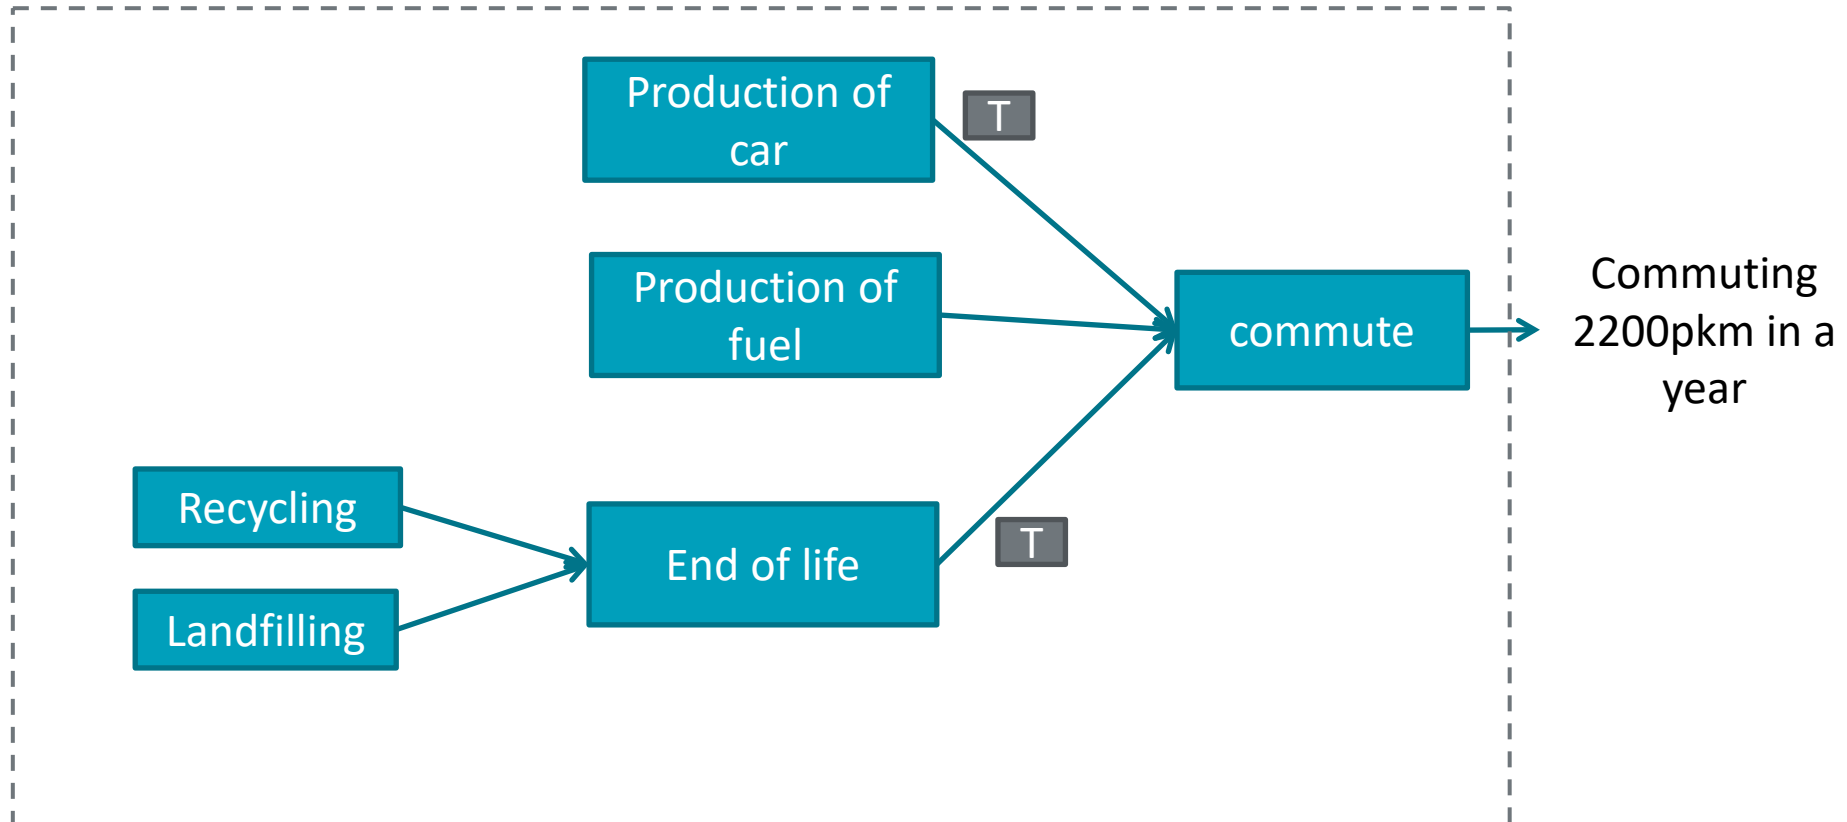 Production of
car
T
Production of
fuel
commute
Commuting
2200pkm in a
year
Recycling
Landfilling
End of life
T